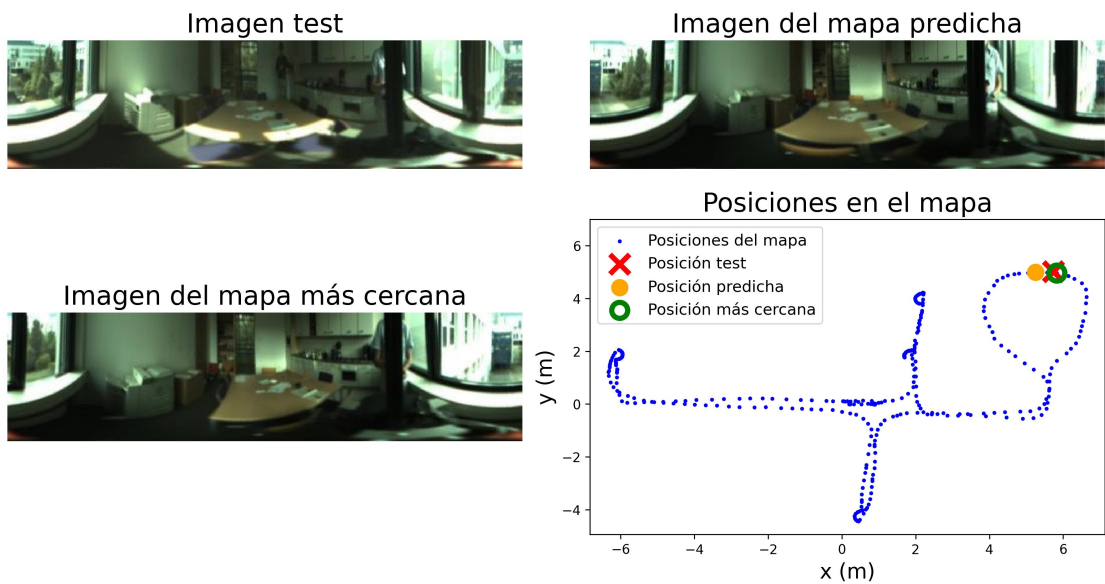 Imagen test
Imagen del mapa predicha
Imagen del mapa más cercana
Posiciones en el mapa
Posiciones del mapa
Posición test
Posición predicha
Posición más cercana
6
4
2
0
−2
−4
y (m)
−6
−4
−2
0
2
4
6
x (m)